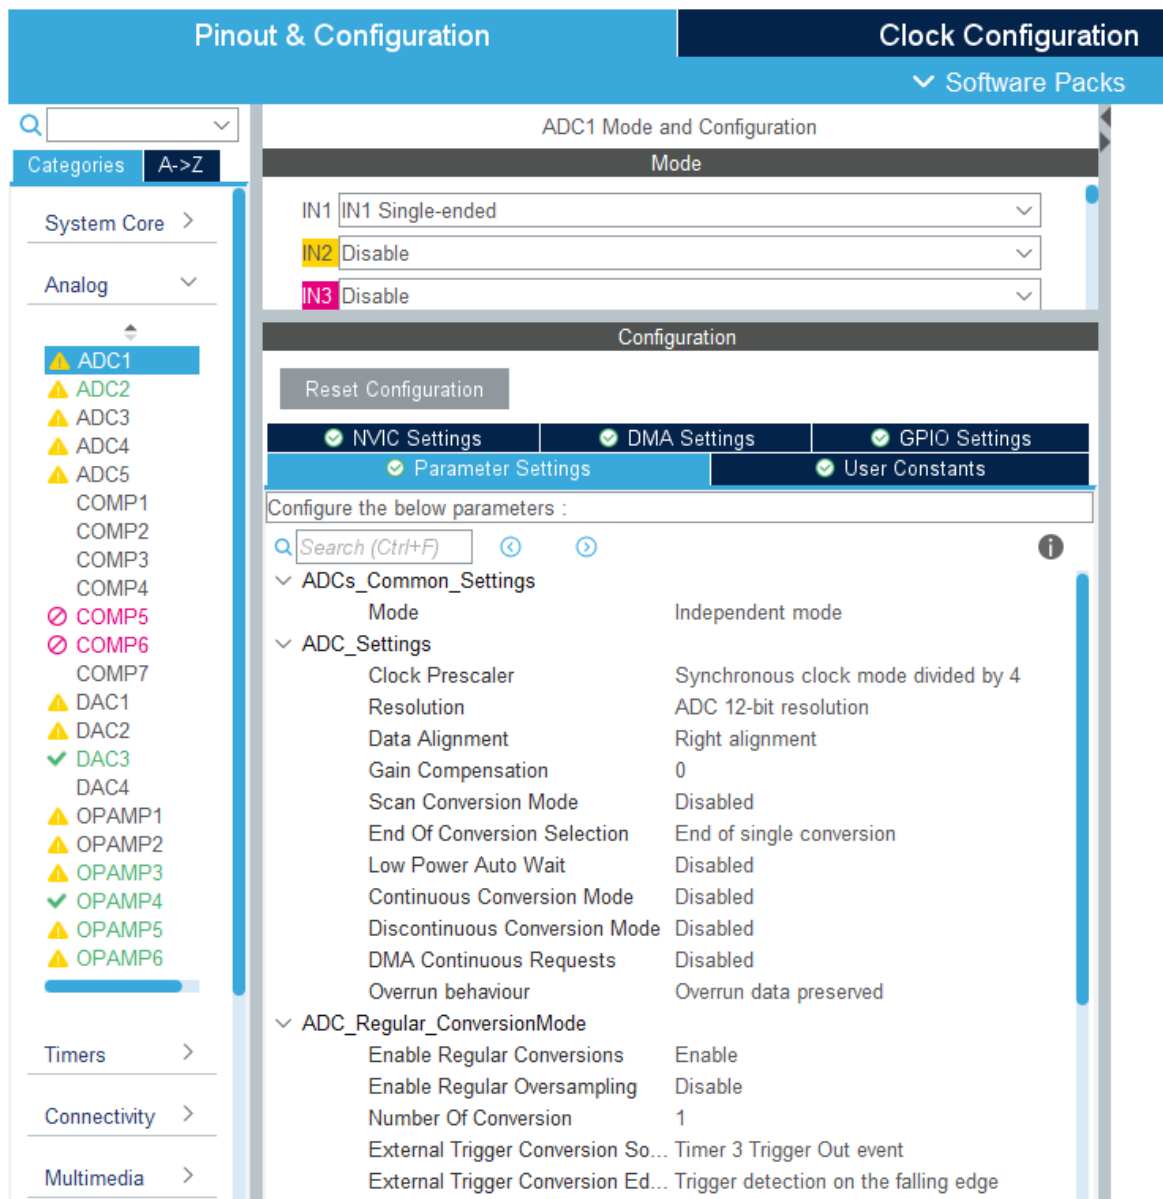 Pinout & Configuration
Clock Configuration
Software Packs
Categories
A->Z
System Core
Analog
ADC1
ADC2
ADC3
ADC4
ADC5
COMP1
COMP2
COMP3
COMP4
COMP5
COMP6
COMP7
DAC1
DAC2
DAC3
DAC4
OPAMP1
OPAMP2
OPAMP3
OPAMP4
OPAMP5
OPAMP6
Timers
Connectivity
Multimedia
ADC1 Mode and Configuration
Mode
IN1 IN1 Single-ended
IN2 Disable
IN3 Disable
Configuration
Reset Configuration
NVIC Settings
DMA Settings
GPIO Settings
Parameter Settings
User Constants
Configure the below parameters :
Search (Ctrl+F)
ADCs_Common_Settings
Mode Independent mode
ADC_Settings
Clock Prescaler Synchronous clock mode divided by 4
Resolution ADC 12-bit resolution
Data Alignment Right alignment
Gain Compensation 0
Scan Conversion Mode Disabled
End Of Conversion Selection End of single conversion
Low Power Auto Wait Disabled
Continuous Conversion Mode Disabled
Discontinuous Conversion Mode Disabled
DMA Continuous Requests Disabled
Overrun behaviour Overrun data preserved
ADC_Regular_ConversionMode
Enable Regular Conversions Enable
Enable Regular Oversampling Disable
Number Of Conversion 1
External Trigger Conversion So... Timer 3 Trigger Out event
External Trigger Conversion Ed... Trigger detection on the falling edge